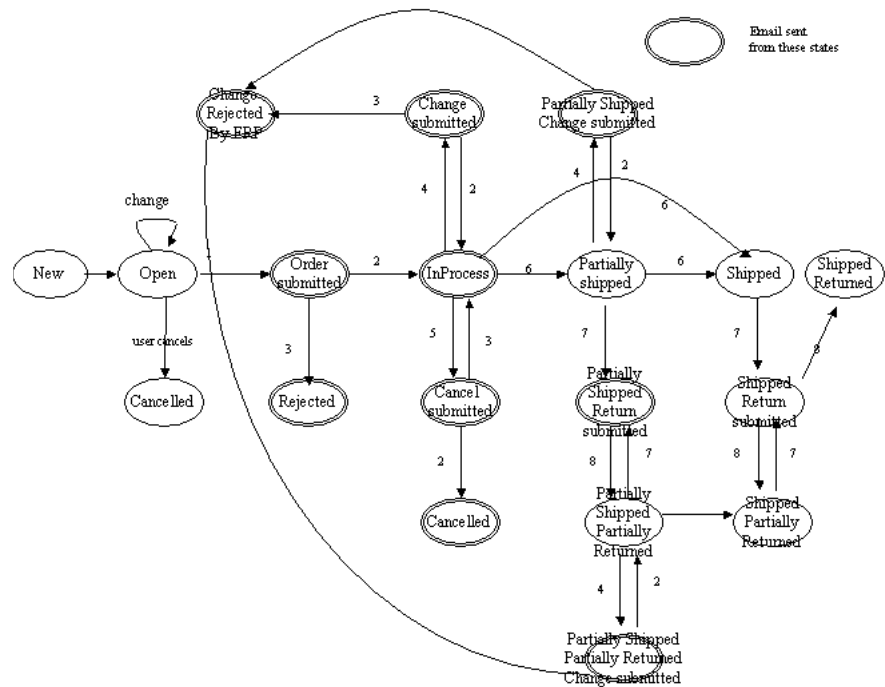 Email sent
from these states
Change
Rejected
By ERP
3
Change
submitted
Partially Shipped
Change submitted
4
2
4
2
6
change
New
Open
Order
submitted
2
InProcess
6
Partially
shipped
6
Shipped
Shipped
Returned
user cancels
3
5
3
7
7
8
Cancelled
Rejected
Cancel
submitted
Partially
Shipped
Return
submitted
Shipped
Return
submitted
2
8
7
8
7
Cancelled
Partially
Shipped
Partially
Returned
Shipped
Partially
Returned
4
2
Partially Shipped
Partially Returned
Change submitted